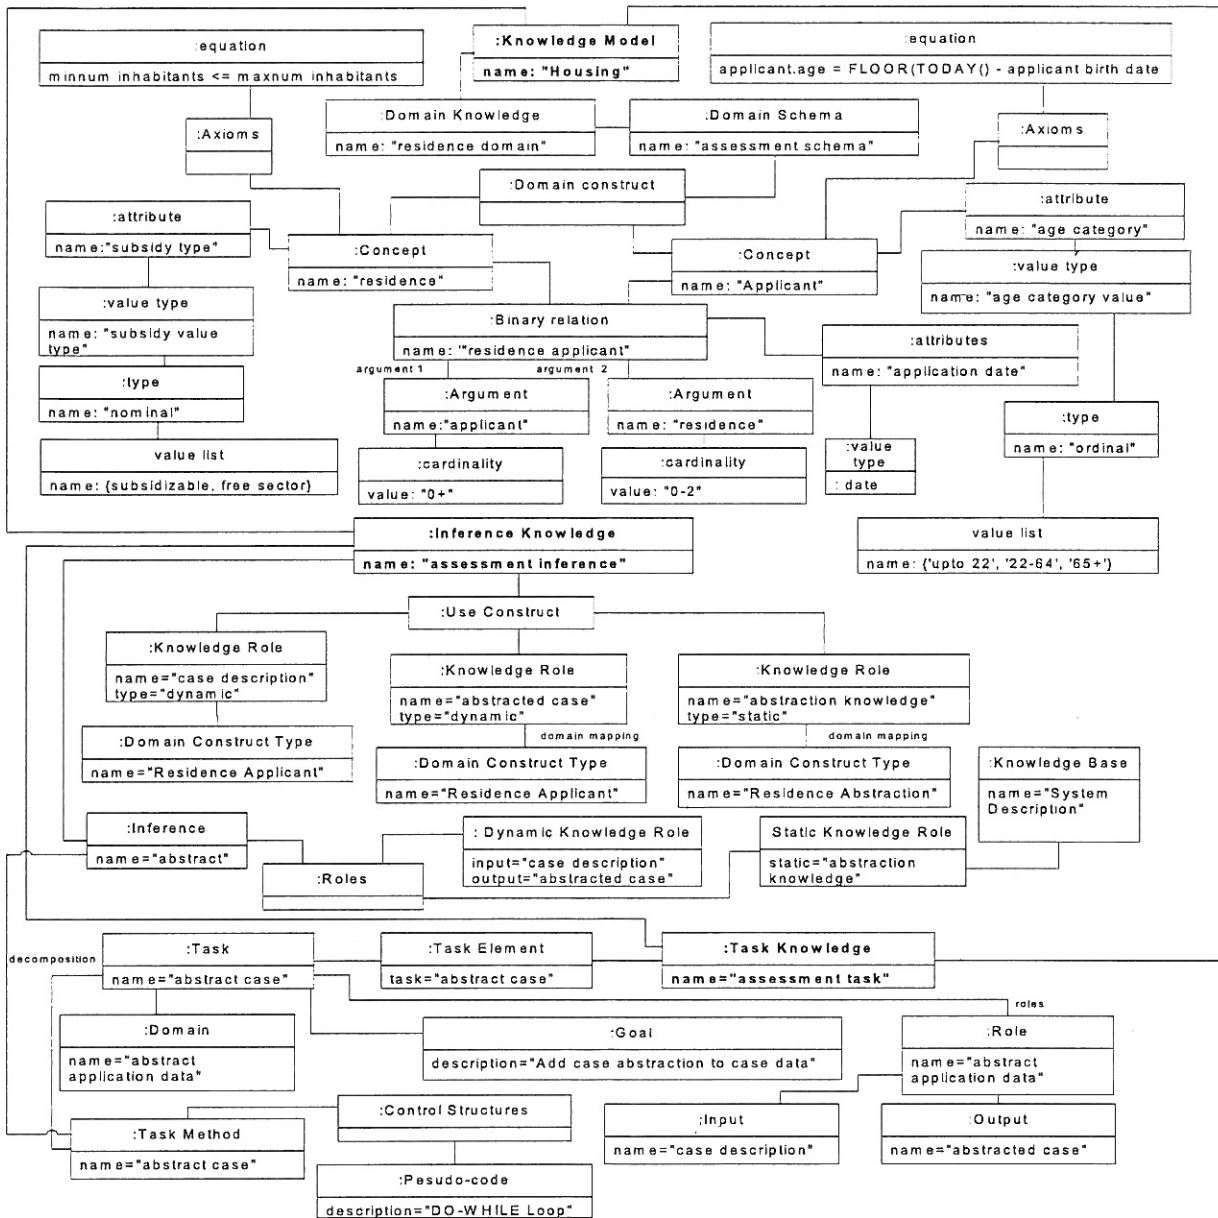 :equation
minnum inhabitants <= maxnum inhabitants
:Knowledge Model
name: "Housing"
:equation
applicant.age = FLOOR(TODAY() - applicant birth date
:Axioms
:Domain Knowledge
name: "residence domain"
:Domain Schema
name: "assessment schema"
:Axioms
:Domain construct
:attribute
name:"subsidy type"
:Concept
name: "residence"
:Concept
name: "Applicant"
:attribute
name: "age category"
:value type
name: "subsidy value
type"
:value type
name: "age category value"
:Binary relation
name: '"residence applicant"
:attributes
name: "application date"
argument 1
argument 2
:type
name: "nominal"
:Argument
name:"applicant"
:Argument
name: "residence"
:type
name: "ordinal"
value list
name: {subsidizable, free sector}
:cardinality
value: "0+"
:cardinality
value: "0-2"
:value
type
: date
:Inference Knowledge
name: "assessment inference"
value list
name: {'upto 22', '22-64', '65+'}
:Use Construct
:Knowledge Role
name="case description"
type="dynamic"
:Knowledge Role
name="abstracted case"
type="dynamic"
:Knowledge Role
name="abstraction knowledge"
type="static"
domain mapping
domain mapping
:Domain Construct Type
name="Residence Applicant"
:Domain Construct Type
name="Residence Applicant"
:Domain Construct Type
name="Residence Abstraction"
:Knowledge Base
name="System
Description"
:Inference
name="abstract"
: Dynamic Knowledge Role
input="case description"
output="abstracted case"
Static Knowledge Role
static="abstraction
knowledge"
:Roles
decomposition
:Task
name="abstract case"
:Task Element
task="abstract case"
:Task Knowledge
name="assessment task"
roles
:Domain
name="abstract
application data"
:Goal
description="Add case abstraction to case data"
:Role
name="abstract
application data"
:Control Structures
:Task Method
name="abstract case"
:Input
name="case description"
:Output
name="abstracted case"
:Pesudo-code
description="DO-WHILE Loop"